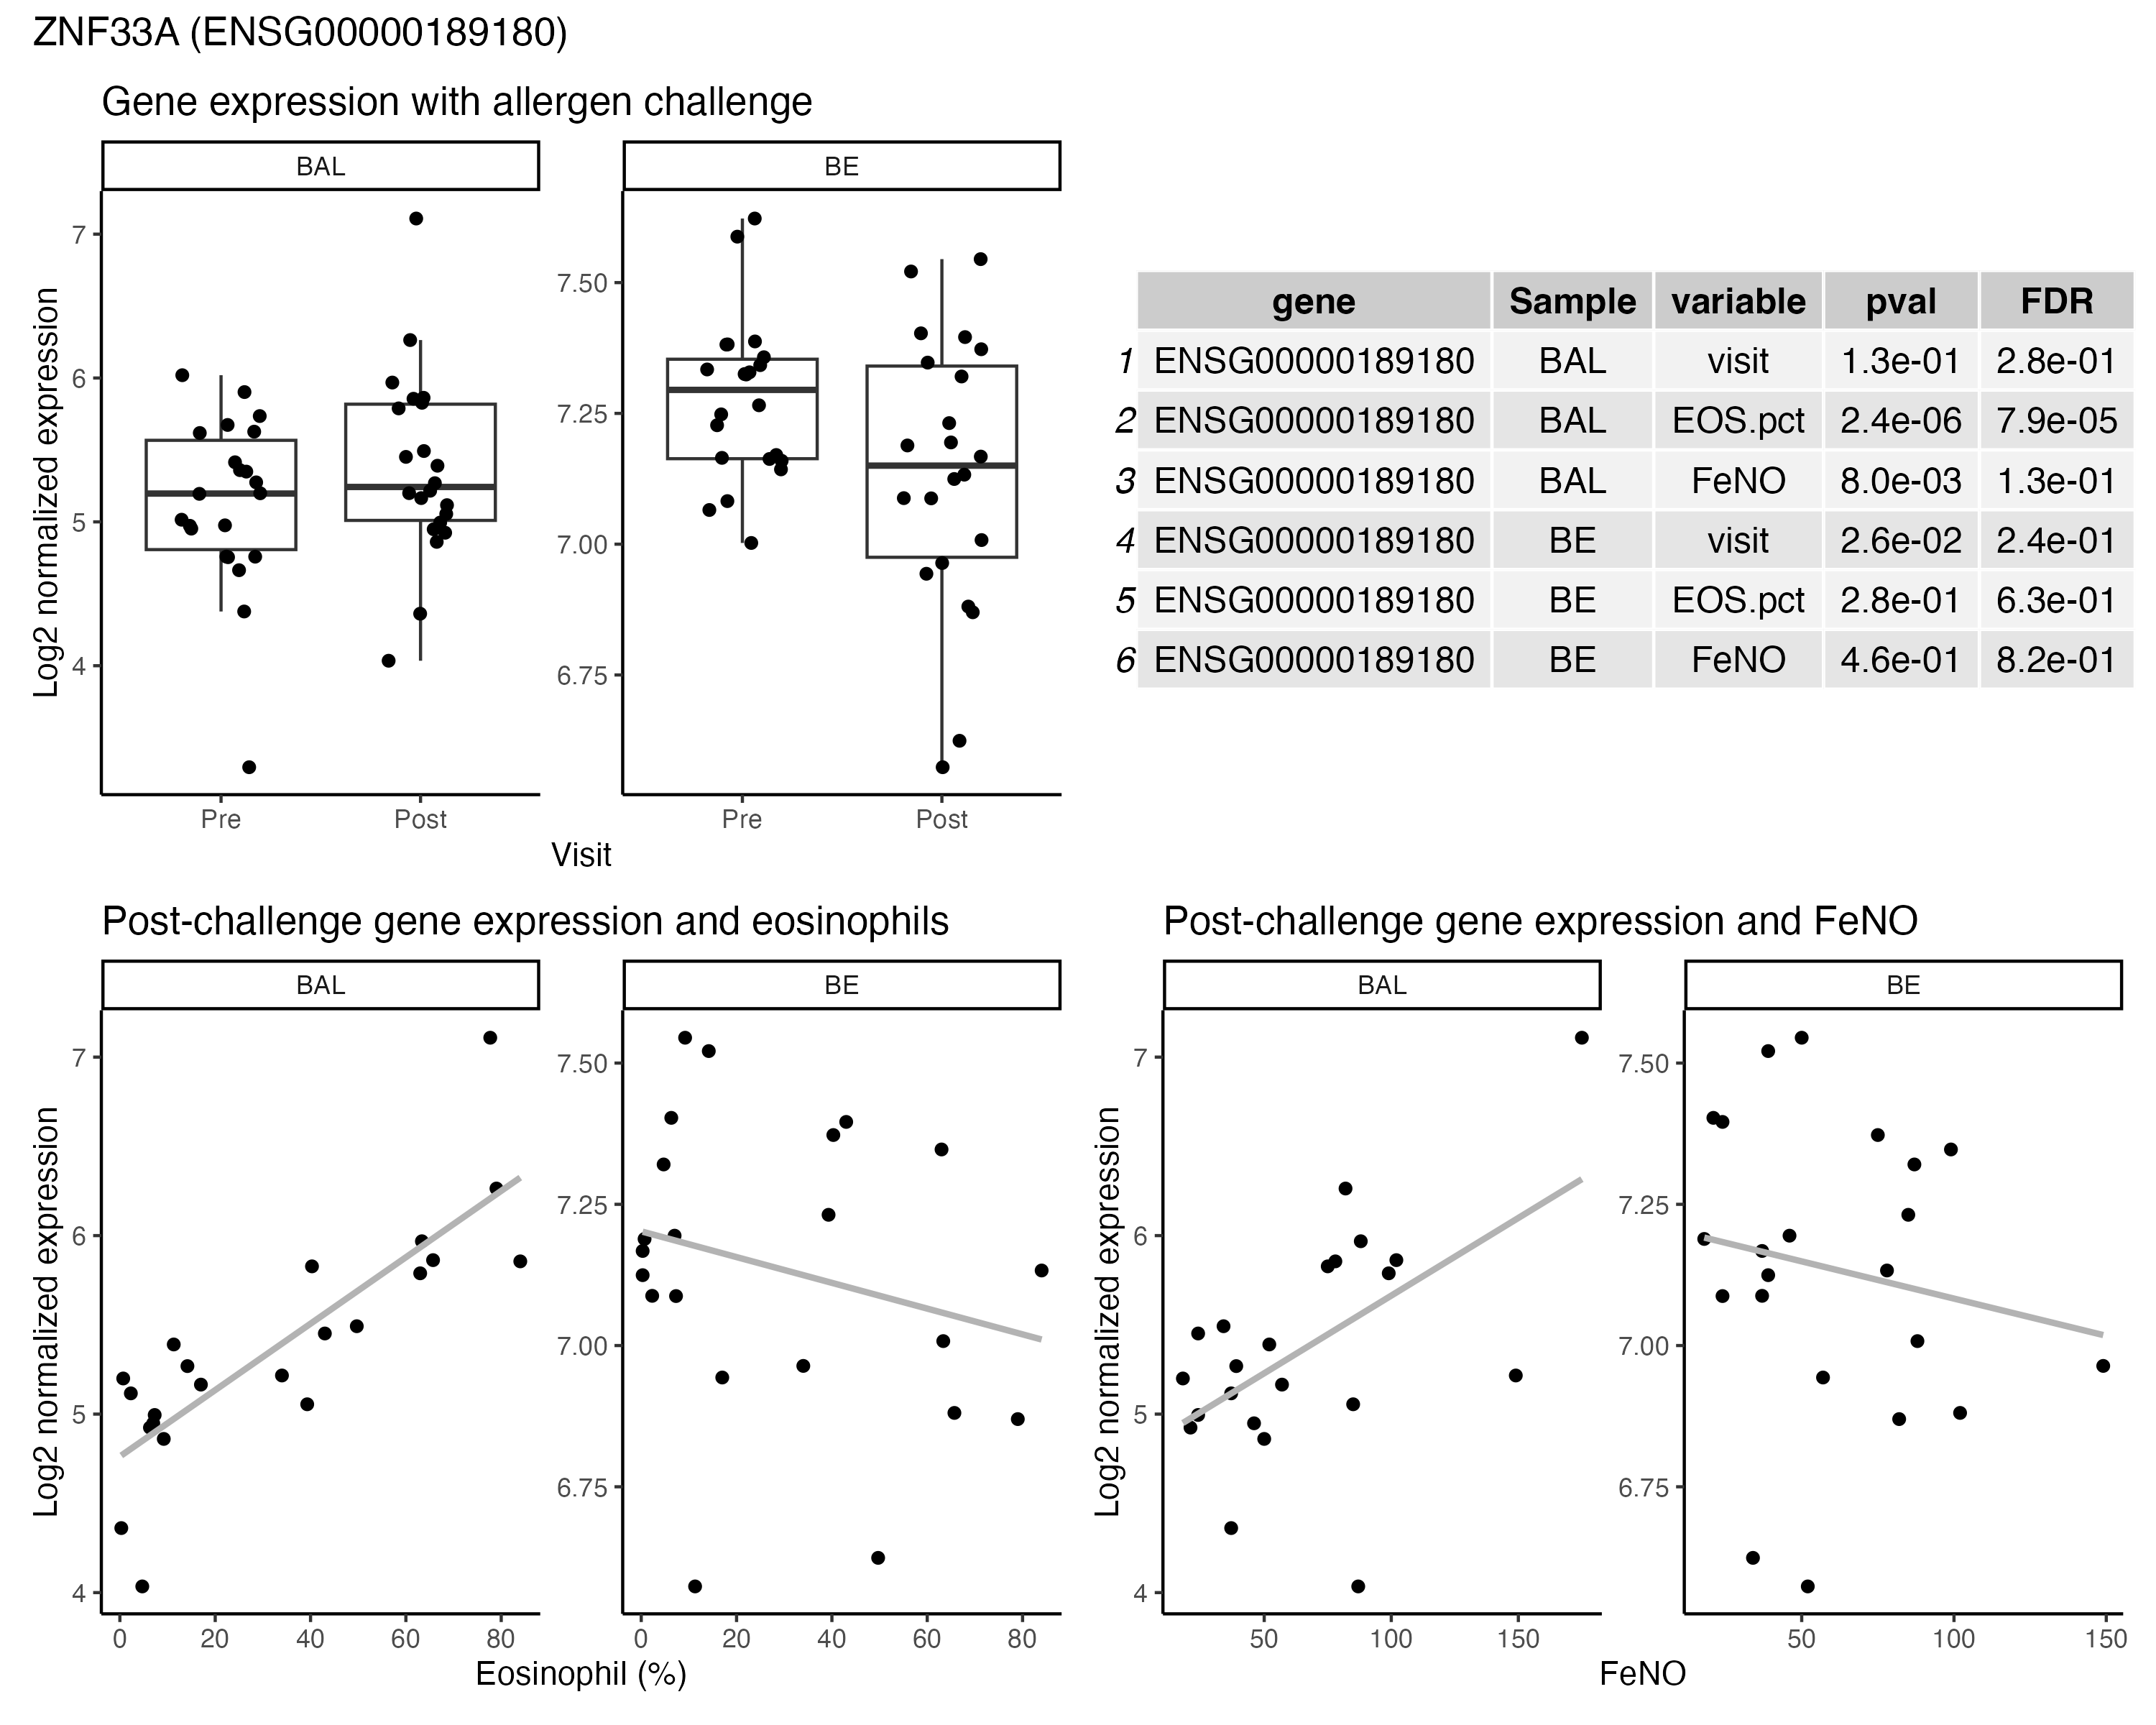 ZNF33A (ENSG00000189180)
Gene expression with allergen challenge
BAL
BE
Log2 normalized expression
7
6
5
4
7.50
7.25
7.00
6.75
Pre
Post
Pre
Post
Visit
gene Sample variable pval FDR
1 ENSG00000189180 BAL visit 1.3e-01 2.8e-01
2 ENSG00000189180 BAL EOS.pct 2.4e-06 7.9e-05
3 ENSG00000189180 BAL FeNO 8.0e-03 1.3e-01
4 ENSG00000189180 BE visit 2.6e-02 2.4e-01
5 ENSG00000189180 BE EOS.pct 2.8e-01 6.3e-01
6 ENSG00000189180 BE FeNO 4.6e-01 8.2e-01
Post-challenge gene expression and eosinophils
BAL
BE
Log2 normalized expression
7
6
5
4
7.50
7.25
7.00
6.75
0 20 40 60 80
0 20 40 60 80
Eosinophil (%)
Post-challenge gene expression and FeNO
BAL
BE
Log2 normalized expression
7
6
5
4
7.50
7.25
7.00
6.75
50 100 150
50 100 150
FeNO